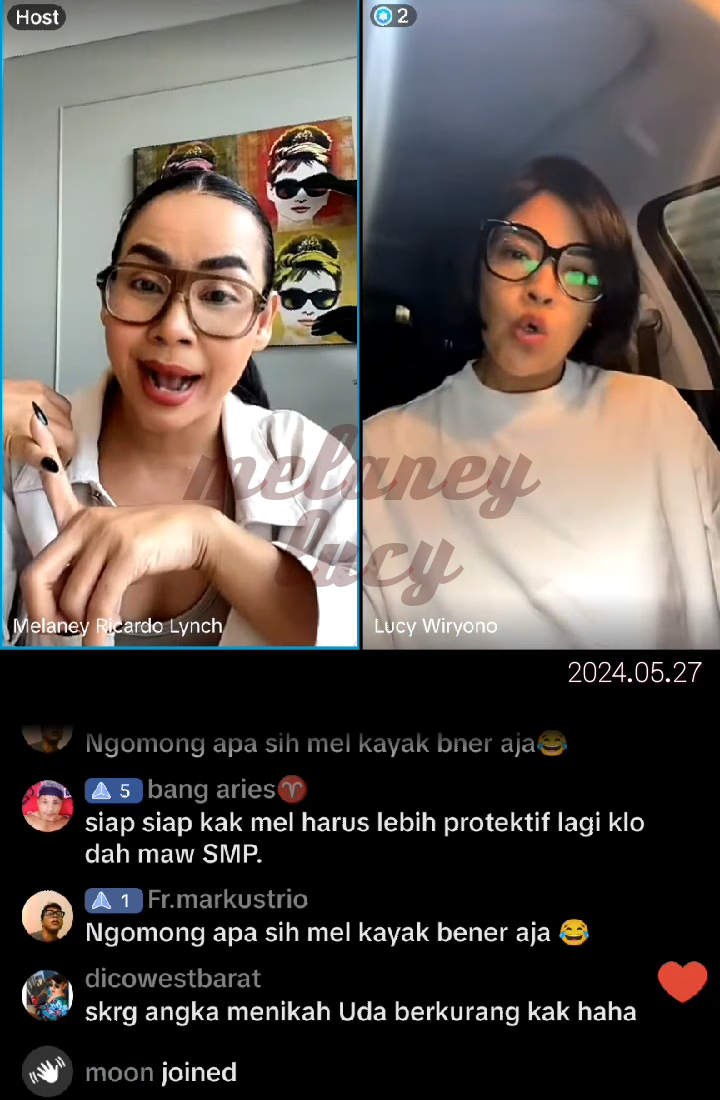 Host
2
melaney
lucy
Melaney Ricardo Lynch
Lucy Wiryono
2024.05.27
Ngomong apa sih mel kayak bner aja😂
5 bang aries♈
siap siap kak mel harus lebih protektif lagi klo
dah maw SMP.
1 Fr.markustrio
Ngomong apa sih mel kayak bener aja 😂
dicowestbarat
skrg angka menikah Uda berkurang kak haha
moon joined